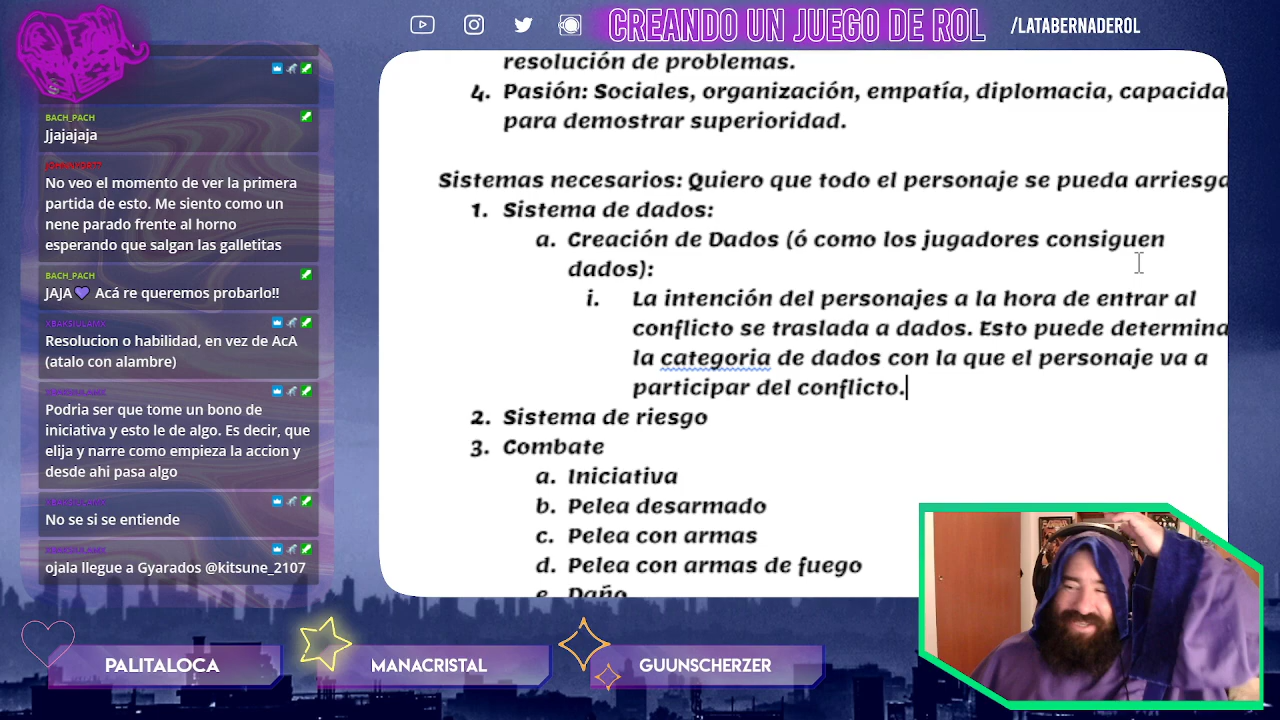 CREANDO UN JUEGO DE ROL
/LATABERNADEROL
BACH_PACH
Jjajajaja
No veo el momento de ver la primera
partida de esto. Me siento como un
nene parado frente al horno
esperando que salgan las galletitas
BACH_PACH
JAJA💜 Acá re queremos probarlo!!
XBAKSIULAMX
Resolucion o habilidad, en vez de AcA
(atalo con alambre)
Podria ser que tome un bono de
iniciativa y esto le de algo. Es decir, que
elija y narre como empieza la accion y
desde ahi pasa algo
No se si se entiende
ojala llegue a Gyarados @kitsune_2107
resolución de problemas.
4. Pasión: Sociales, organización, empatía, diplomacia, capacida
para demostrar superioridad.
Sistemas necesarios: Quiero que todo el personaje se pueda arriesga
1. Sistema de dados:
a. Creación de Dados (ó como los jugadores consiguen
dados):
i. La intención del personajes a la hora de entrar al
conflicto se traslada a dados. Esto puede determina
la categoria de dados con la que el personaje va a
participar del conflicto.
2. Sistema de riesgo
3. Combate
a. Iniciativa
b. Pelea desarmado
c. Pelea con armas
d. Pelea con armas de fuego
e. Daño
PALITALOCA
MANACRISTAL
GUUNSCHERZER